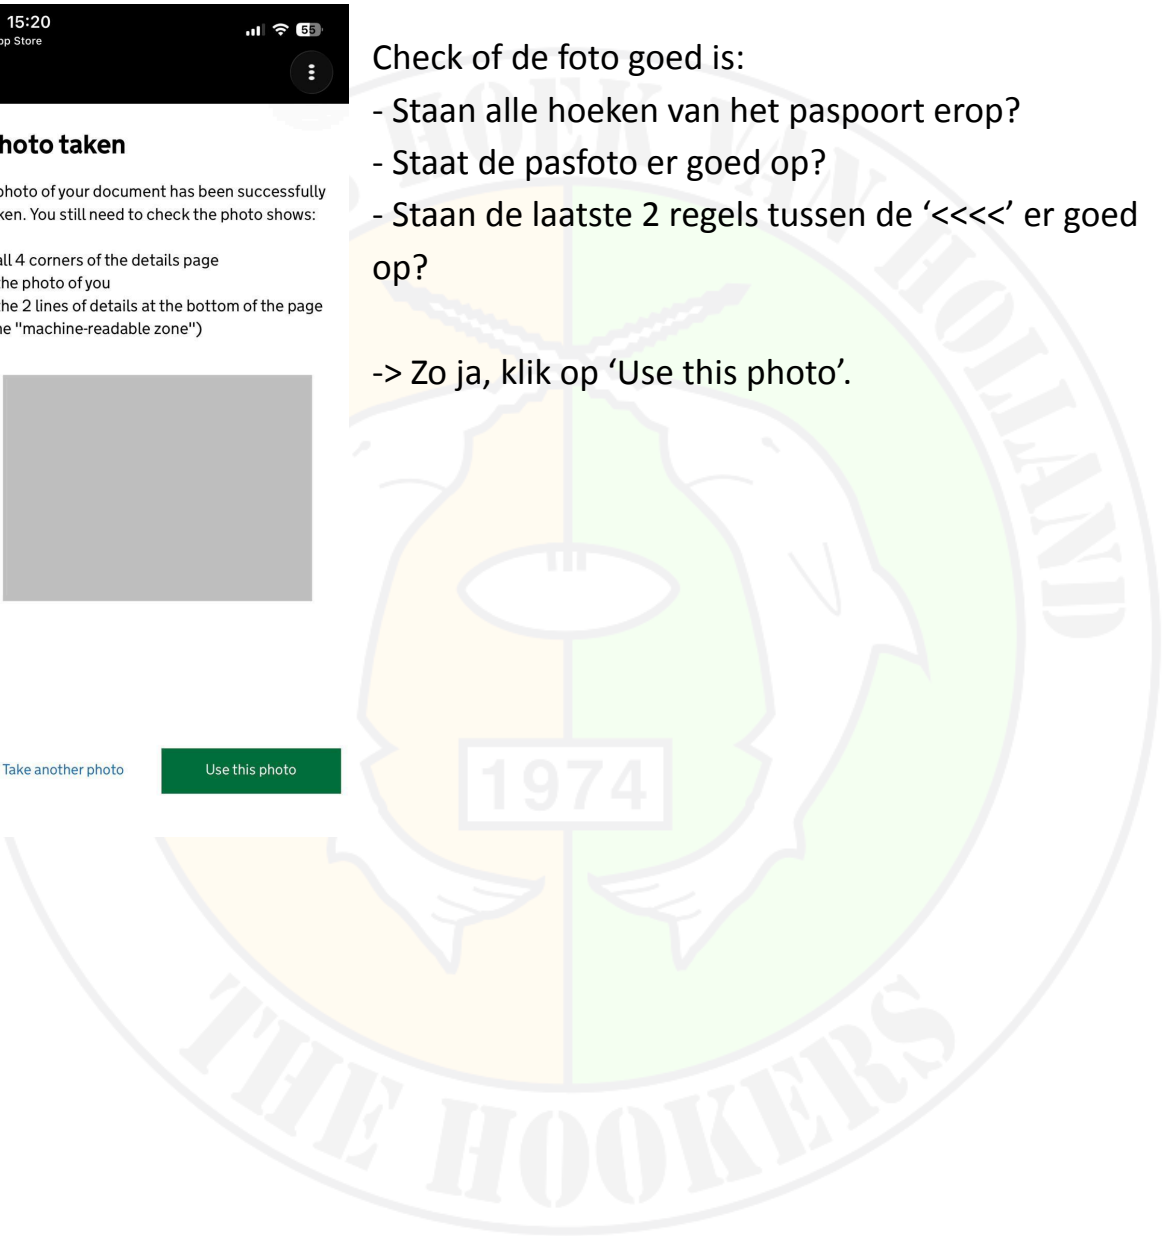 15:20
pp Store
55
hoto taken
photo of your document has been successfully
ken. You still need to check the photo shows:
all 4 corners of the details page
the photo of you
the 2 lines of details at the bottom of the page
he "machine-readable zone")
Take another photo
Use this photo
Check of de foto goed is:
- Staan alle hoeken van het paspoort erop?
- Staat de pasfoto er goed op?
- Staan de laatste 2 regels tussen de ‘<<<<’ er goed
op?
-> Zo ja, klik op ‘Use this photo’.
HOEK VAN HOLLAND
1974
THE HOOKERS